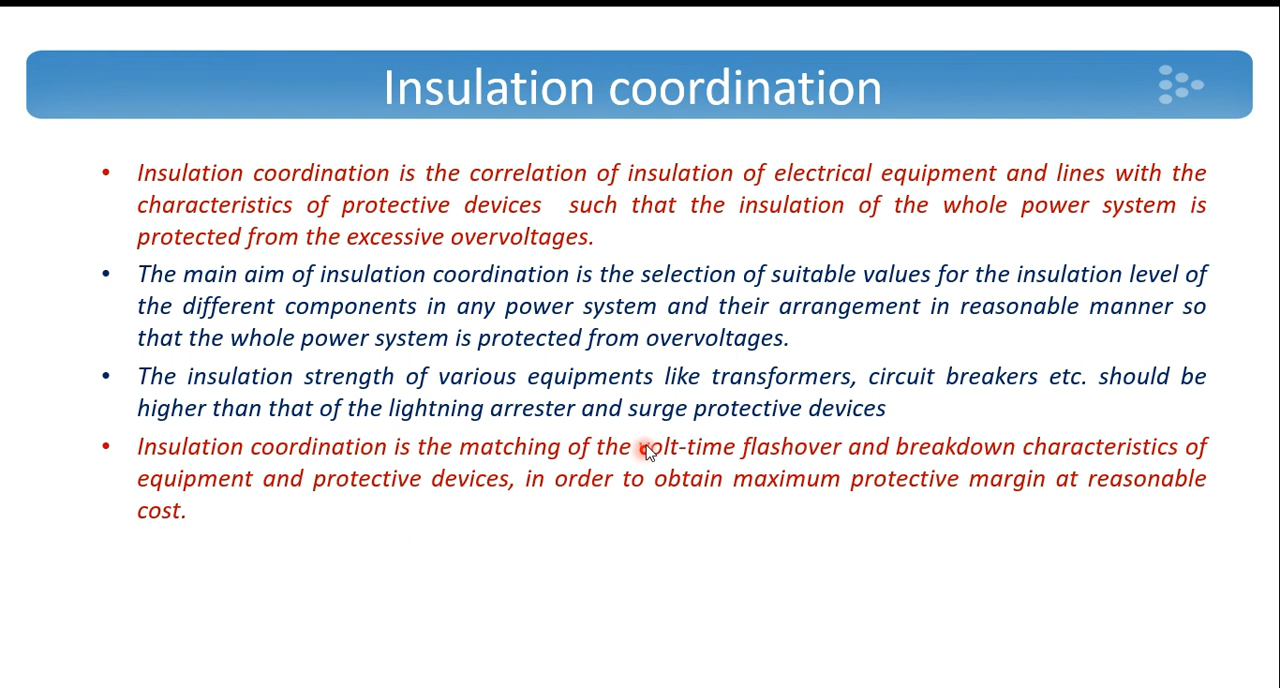 Insulation coordination
• Insulation coordination is the correlation of insulation of electrical equipment and lines with the
characteristics of protective devices such that the insulation of the whole power system is
protected from the excessive overvoltages.
• The main aim of insulation coordination is the selection of suitable values for the insulation level of
the different components in any power system and their arrangement in reasonable manner so
that the whole power system is protected from overvoltages.
• The insulation strength of various equipments like transformers, circuit breakers etc. should be
higher than that of the lightning arrester and surge protective devices
• Insulation coordination is the matching of the volt-time flashover and breakdown characteristics of
equipment and protective devices, in order to obtain maximum protective margin at reasonable
cost.